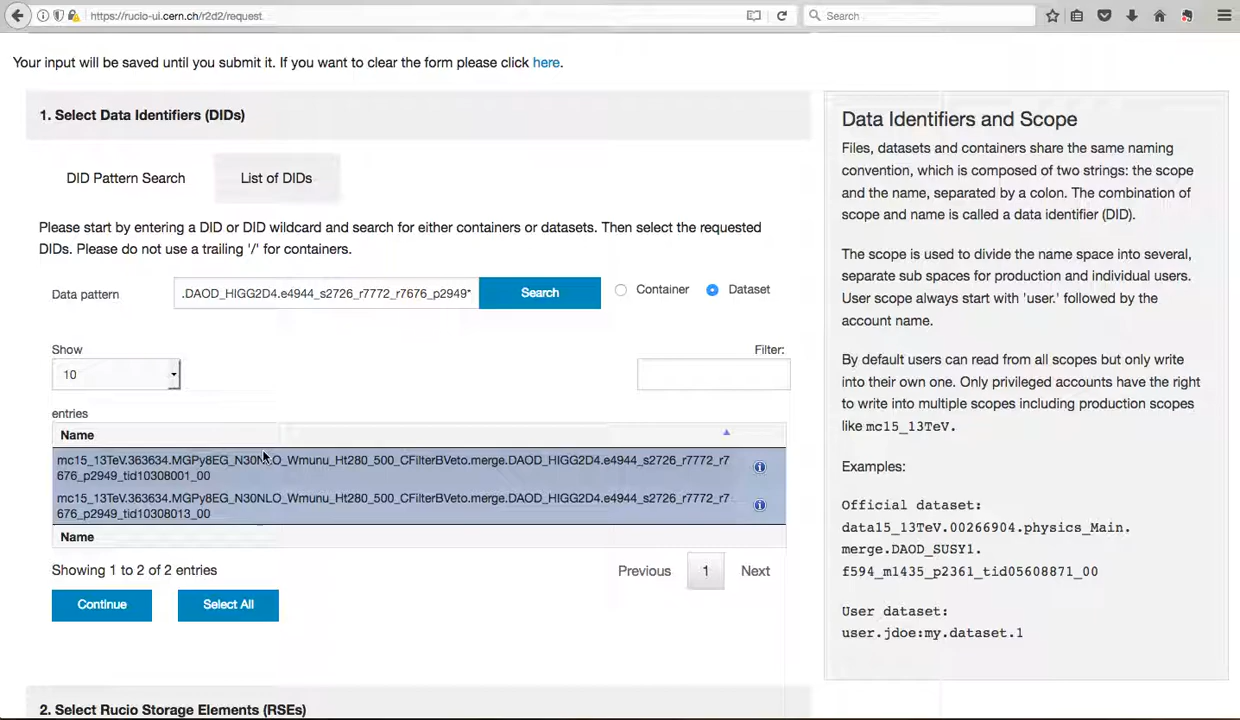 https://rucio-ui.cern.ch/r2d2/request
Search
Your input will be saved until you submit it. If you want to clear the form please click here.
1. Select Data Identifiers (DIDs)
DID Pattern Search
List of DIDs
Please start by entering a DID or DID wildcard and search for either containers or datasets. Then select the requested
DIDs. Please do not use a trailing '/' for containers.
Data pattern
.DAOD_HIGG2D4.e4944_s2726_r7772_r7676_p2949*
Search
Container
Dataset
Show
Filter:
10
entries
Name
mc15_13TeV.363634.MGPy8EG_N30NLO_Wmunu_Ht280_500_CFilterBVeto.merge.DAOD_HIGG2D4.e4944_s2726_r7772_r7
676_p2949_tid10308001_00
mc15_13TeV.363634.MGPy8EG_N30NLO_Wmunu_Ht280_500_CFilterBVeto.merge.DAOD_HIGG2D4.e4944_s2726_r7772_r7
676_p2949_tid10308013_00
Name
Showing 1 to 2 of 2 entries
Previous
1
Next
Continue
Select All
2. Select Rucio Storage Elements (RSEs)
Data Identifiers and Scope
Files, datasets and containers share the same naming
convention, which is composed of two strings: the scope
and the name, separated by a colon. The combination of
scope and name is called a data identifier (DID).
The scope is used to divide the name space into several,
separate sub spaces for production and individual users.
User scope always start with 'user.' followed by the
account name.
By default users can read from all scopes but only write
into their own one. Only privileged accounts have the right
to write into multiple scopes including production scopes
like mc15_13TeV.
Examples:
Official dataset:
data15_13TeV.00266904.physics_Main.
merge.DAOD_SUSY1.
f594_m1435_p2361_tid05608871_00
User dataset:
user.jdoe:my.dataset.1